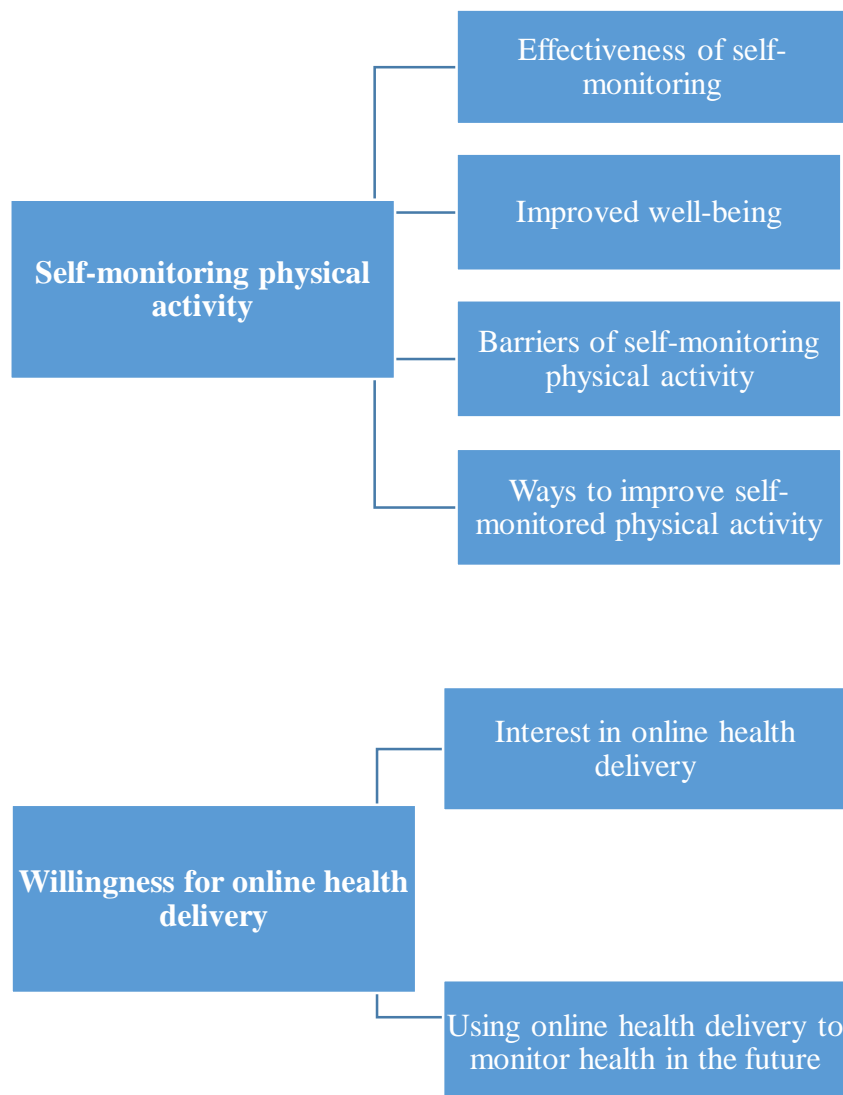 Effectiveness of self-
monitoring
Improved well-being
Self-monitoring physical
activity
Barriers of self-monitoring
physical activity
Ways to improve self-
monitored physical activity
Interest in online health
delivery
Willingness for online health
delivery
Using online health delivery to
monitor health in the future